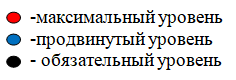 -максимальный уровень
-продвинутый уровень
- обязательный уровень